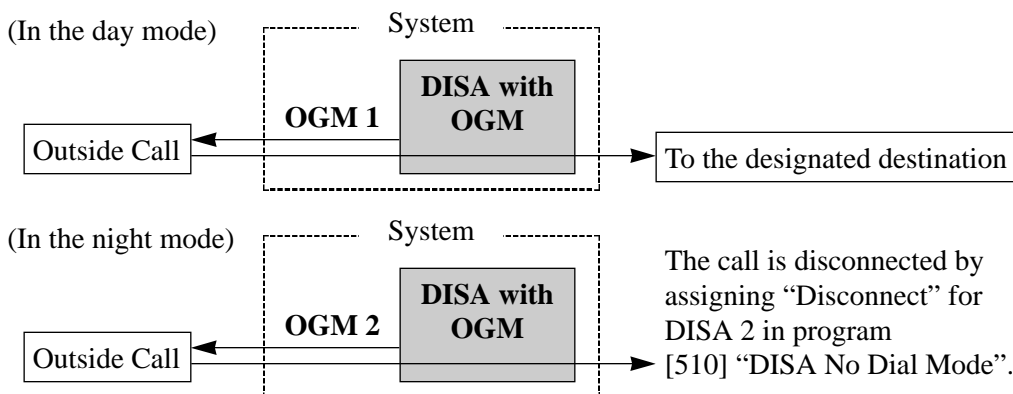 (In the day mode)
System
DISA with
OGM
OGM 1
Outside Call
To the designated destination
(In the night mode)
System
DISA with
OGM
OGM 2
Outside Call
The call is disconnected by
assigning “Disconnect” for
DISA 2 in program
[510] “DISA No Dial Mode”.